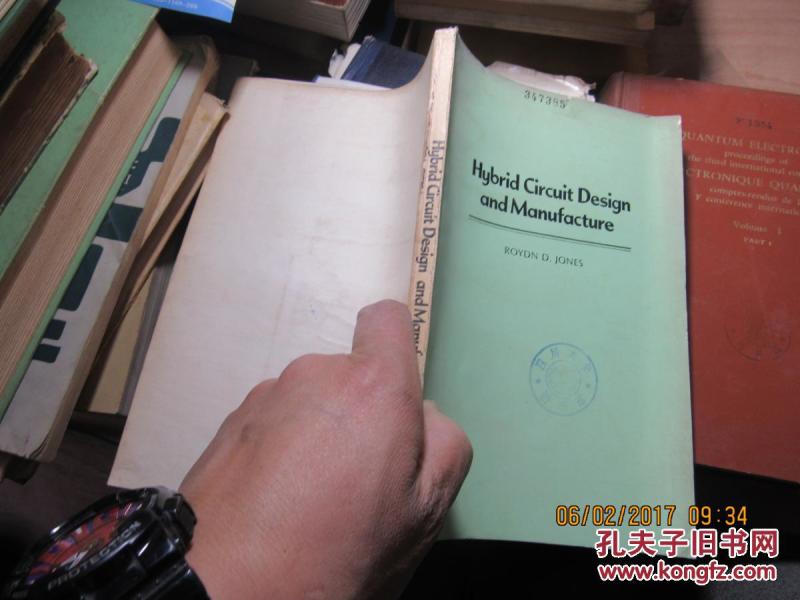 347385
Hybrid Circuit Design
and Manufacture
ROYDN D. JONES
Hybrid Circuit Design and Manuf
QUANTUM ELECTRO
proceedings of
the third international con
CTRONIQUE QUA
comptes-rendus de
conférence internatio
Volume 1
PART 1
PROTECTION
06/02/2017 09:34
孔夫子旧书网
www.kongfz.com